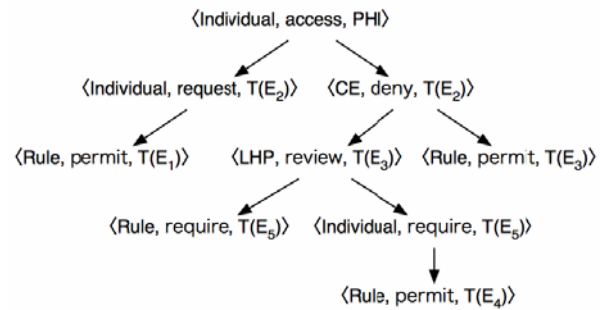 ⟨Individual, access, PHI⟩
⟨Individual, request, T(E₂)⟩ ⟨CE, deny, T(E₂)⟩
⟨Rule, permit, T(E₁)⟩ ⟨LHP, review, T(E₃)⟩ ⟨Rule, permit, T(E₃)⟩
⟨Rule, require, T(E₅)⟩ ⟨Individual, require, T(E₅)⟩
⟨Rule, permit, T(E₄)⟩